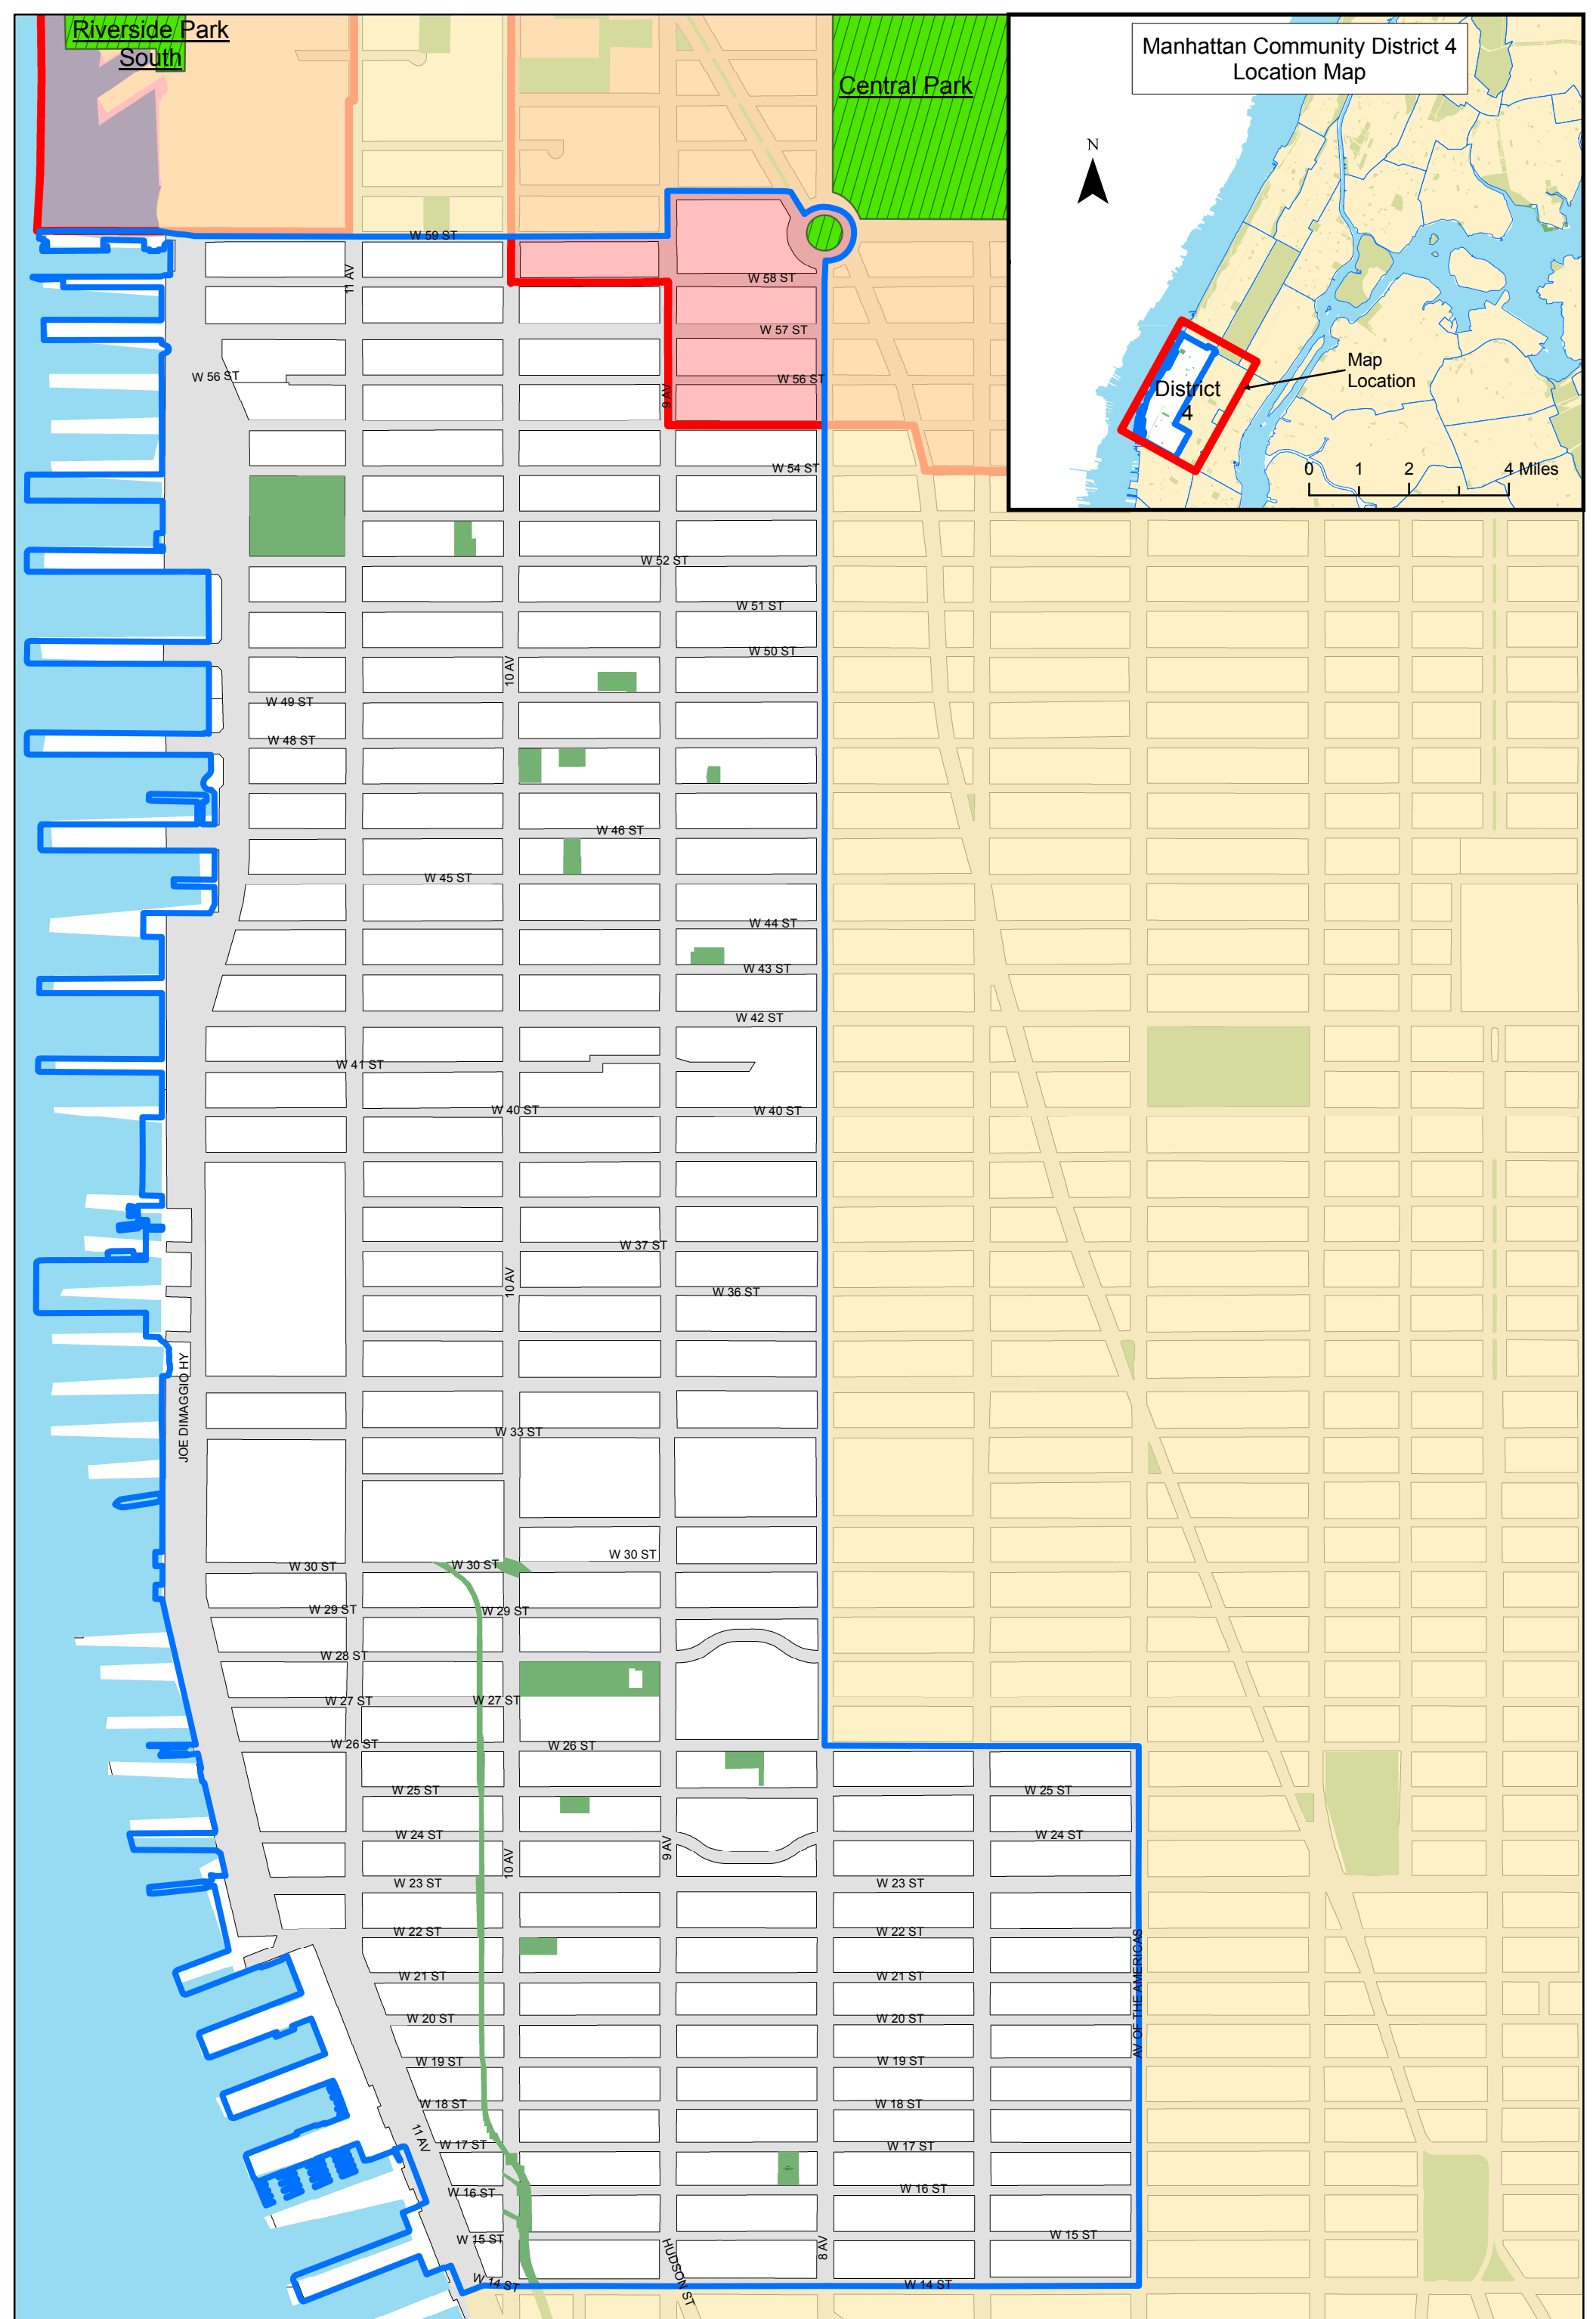 Riverside Park
South
Central Park
Manhattan Community District 4
Location Map
N
Map
Location
District
4
0 1 2 4 Miles
W 59 ST
11 AV
W 58 ST
W 57 ST
W 56 ST
W 56 ST
9 AV
W 54 ST
W 52 ST
W 51 ST
W 50 ST
10 AV
W 49 ST
W 48 ST
W 46 ST
W 45 ST
W 44 ST
W 43 ST
W 42 ST
W 41 ST
W 40 ST
W 40 ST
W 37 ST
10 AV
W 36 ST
JOE DIMAGGIO HY
W 33 ST
W 30 ST
W 30 ST
W 30 ST
W 29 ST
W 29 ST
W 28 ST
W 27 ST
W 27 ST
W 26 ST
W 26 ST
W 25 ST
W 25 ST
W 24 ST
W 24 ST
10 AV
9 AV
W 23 ST
W 23 ST
W 22 ST
W 22 ST
AV OF THE AMERICAS
W 21 ST
W 21 ST
W 20 ST
W 20 ST
W 19 ST
W 19 ST
W 18 ST
W 18 ST
11 AV
W 17 ST
W 17 ST
W 16 ST
W 16 ST
W 15 ST
W 15 ST
8 AV
HUDSON ST
W 14 ST
W 14 ST